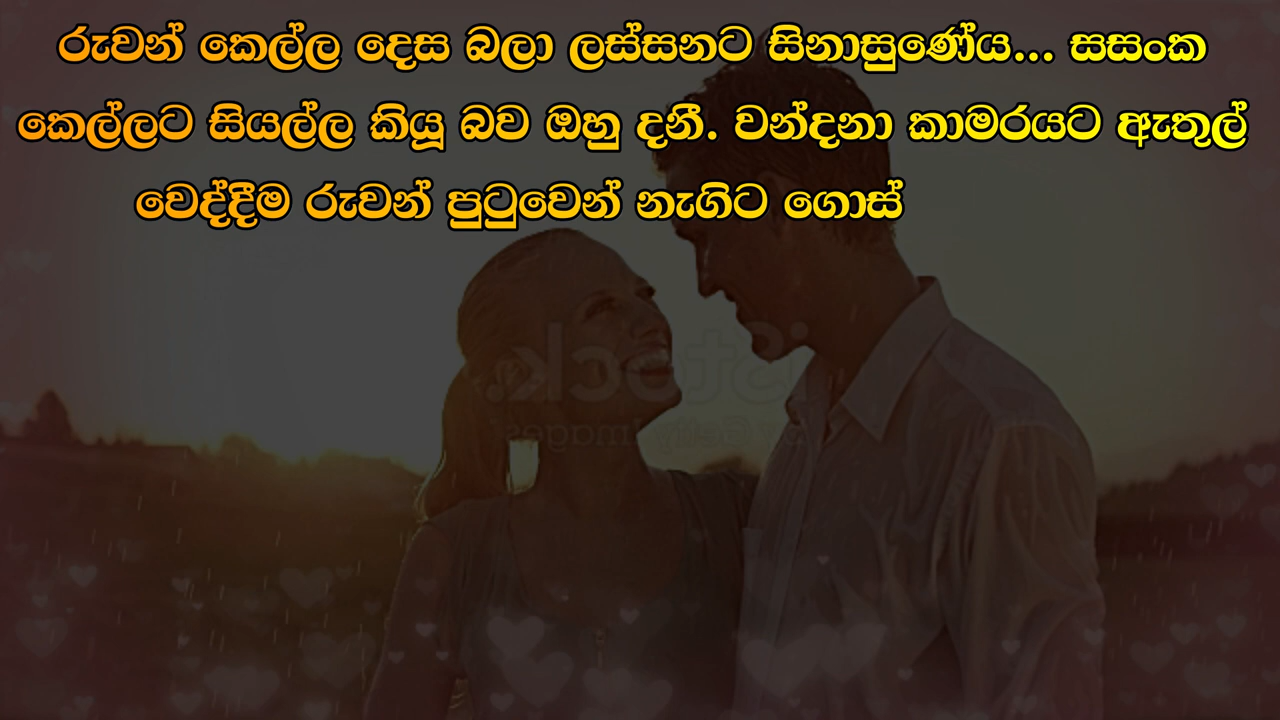 රුවන් කෙල්ල දෙස බලා ලස්සනට සිනාසුණේය... සසංක
කෙල්ලට සියල්ල කියූ බව ඔහු දනී. වන්දනා කාමරයට ඇතුල්
වෙද්දීම රුවන් පුටුවෙන් නැගිට ගොස්